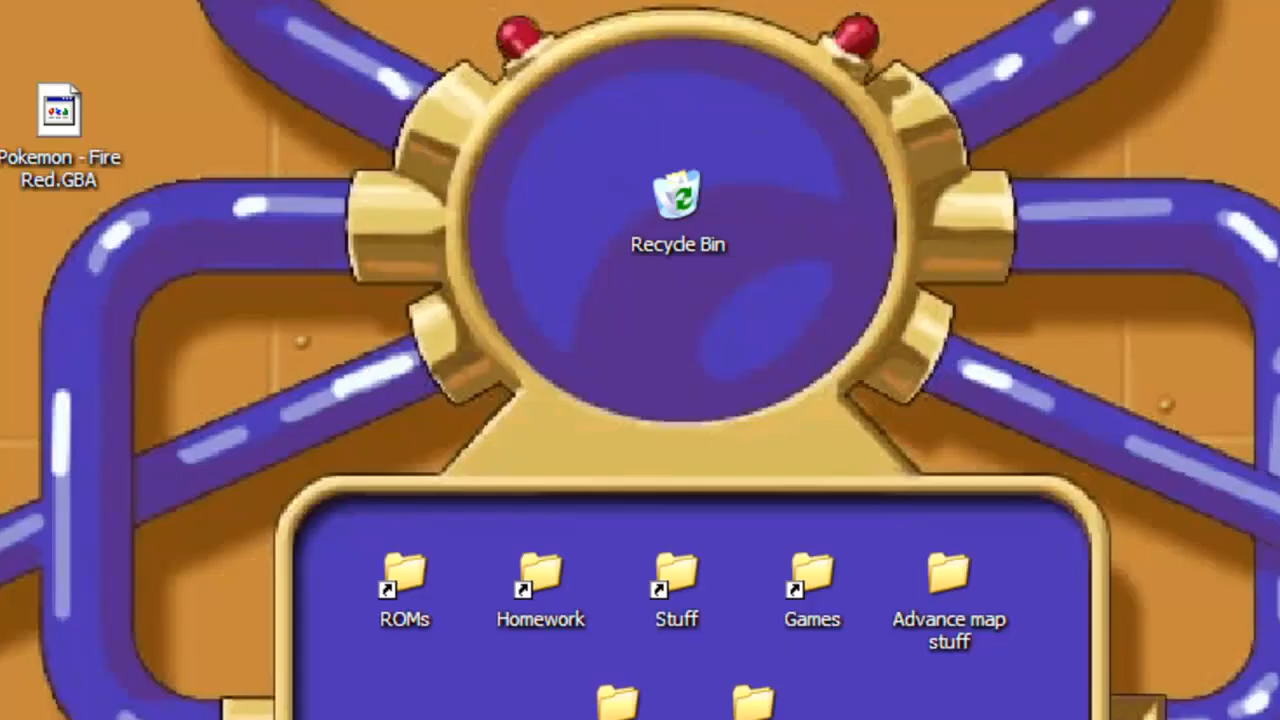 Pokemon - Fire
Red.GBA
Recycle Bin
ROMs
Homework
Stuff
Games
Advance map
stuff